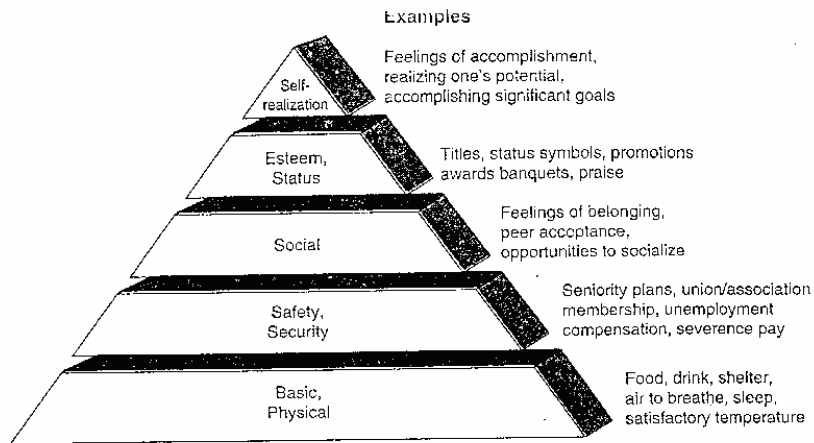 Examples
Self-
realization
Feelings of accomplishment,
realizing one's potential,
accomplishing significant goals
Esteem,
Status
Titles, status symbols, promotions
awards banquets, praise
Social
Feelings of belonging,
peer acceptance,
opportunities to socialize
Safety,
Security
Seniority plans, union/association
membership, unemployment
compensation, severence pay
Basic,
Physical
Food, drink, shelter,
air to breathe, sleep,
satisfactory temperature